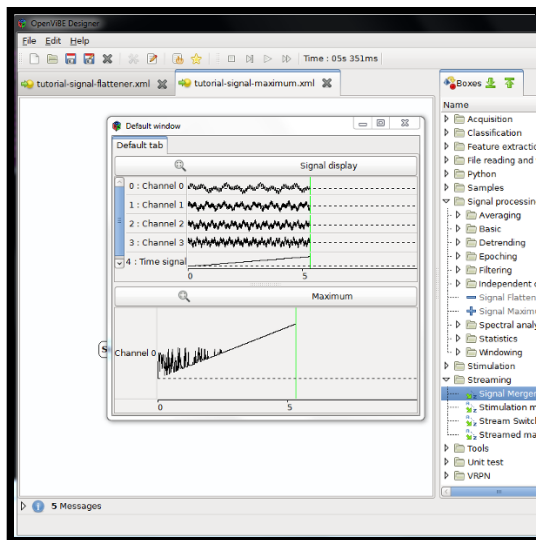 OpenViBE Designer
File Edit Help
Time : 05s 351ms
tutorial-signal-flattener.xml
tutorial-signal-maximum.xml
Boxes
Default window
Default tab
Signal display
0 : Channel 0
1 : Channel 1
2 : Channel 2
3 : Channel 3
4 : Time signal
0 5
Maximum
Channel 0
0 5
S
Name
Acquisition
Classification
Feature extractio
File reading and
Python
Samples
Signal processin
Averaging
Basic
Detrending
Epoching
Filtering
Independent c
Signal Flatten
Signal Maximu
Spectral analy
Statistics
Windowing
Stimulation
Streaming
Signal Merger
Stimulation m
Stream Switch
Streamed ma
Tools
Unit test
VRPN
5 Messages